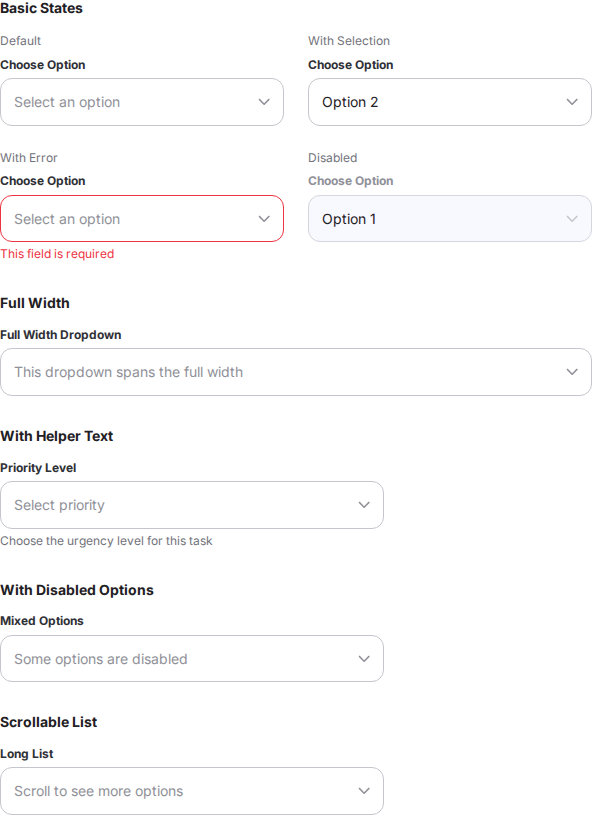 Basic States
Default
With Selection
Choose Option
Choose Option
Select an option
Option 2
With Error
Disabled
Choose Option
Choose Option
Select an option
Option 1
This field is required
Full Width
Full Width Dropdown
This dropdown spans the full width
With Helper Text
Priority Level
Select priority
Choose the urgency level for this task
With Disabled Options
Mixed Options
Some options are disabled
Scrollable List
Long List
Scroll to see more options